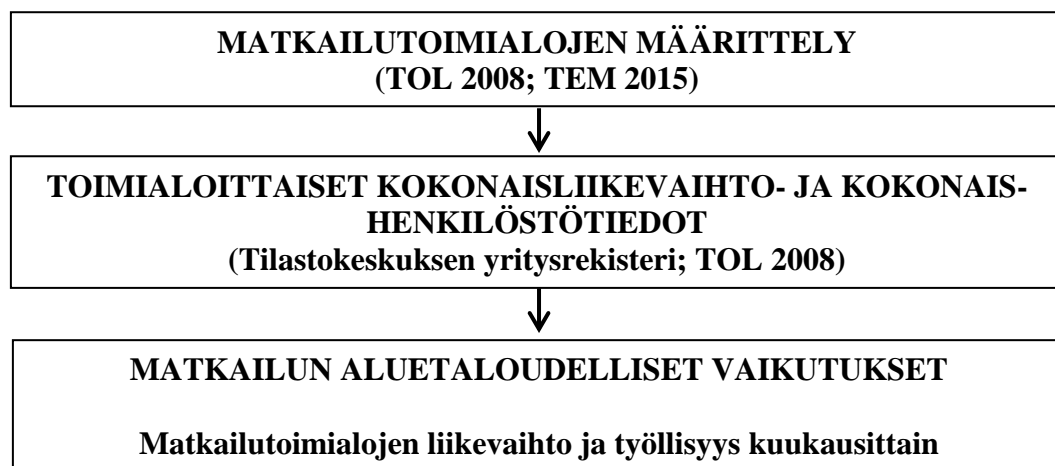 MATKAILUTOIMIALOJEN MÄÄRITTELY
(TOL 2008; TEM 2015)
TOIMIALOITTAISET KOKONAISLIIKEVAIHTO- JA KOKONAIS-
HENKILÖSTÖTIEDOT
(Tilastokeskuksen yritysrekisteri; TOL 2008)
MATKAILUN ALUETALOUDELLISET VAIKUTUKSET
Matkailutoimialojen liikevaihto ja työllisyys kuukausittain